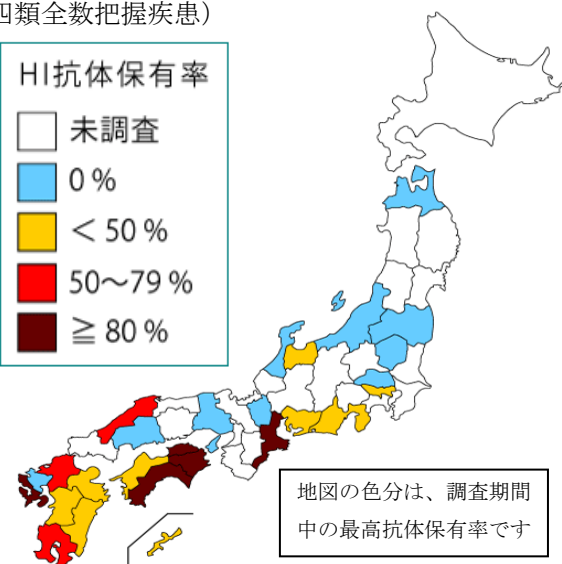 四類全数把握疾患）
HI抗体保有率
未調査
0 %
< 50 %
50～79 %
≧ 80 %
地図の色分は、調査期間
中の最高抗体保有率です